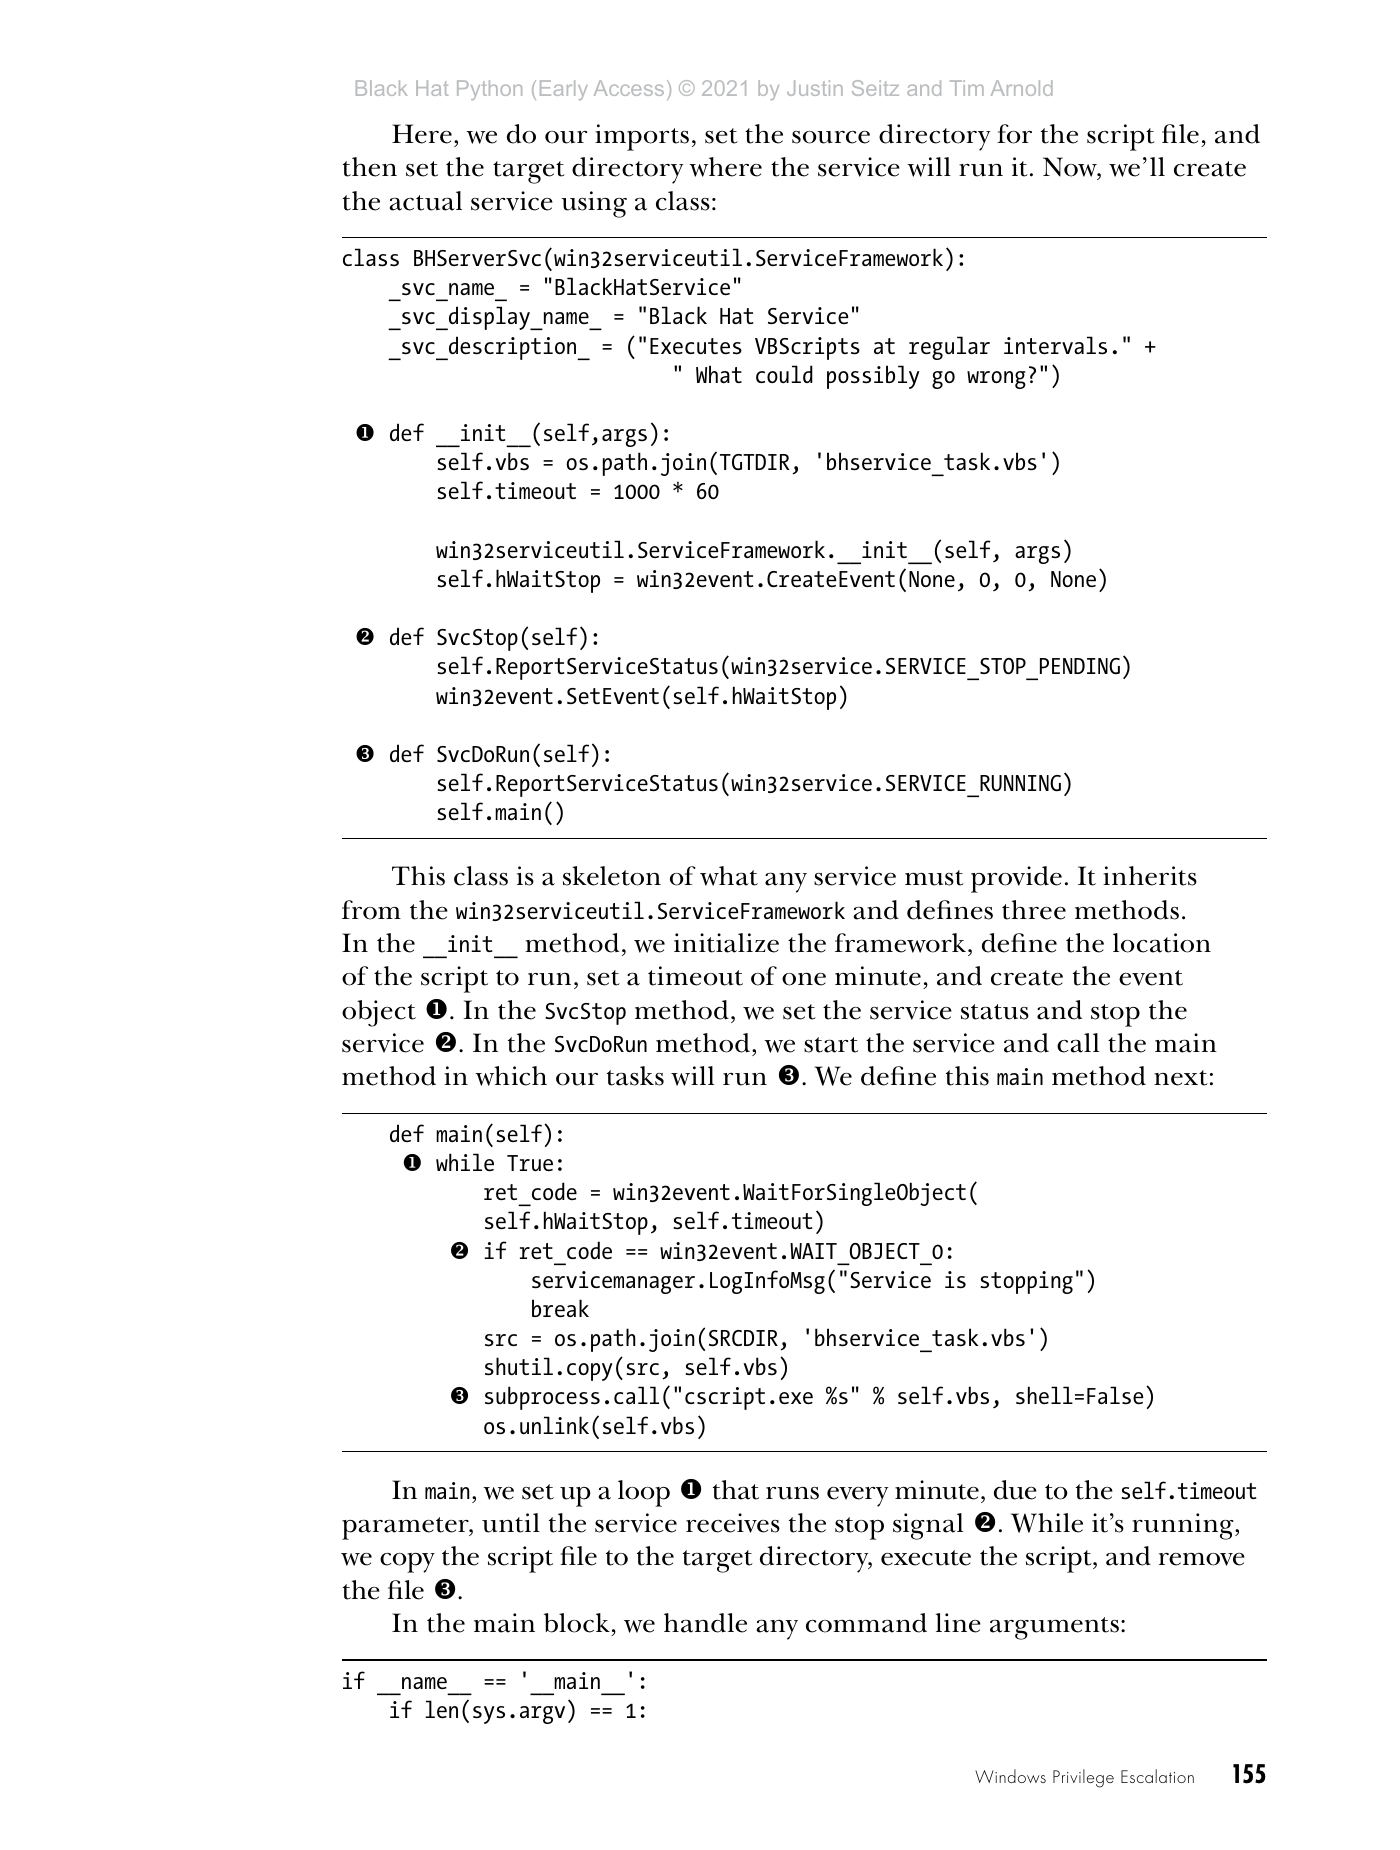 Black Hat Python (Early Access) © 2021 by Justin Seitz and Tim Arnold
Here, we do our imports, set the source directory for the script file, and
then set the target directory where the service will run it. Now, we’ll create
the actual service using a class:
class BHServerSvc(win32serviceutil.ServiceFramework):
    _svc_name_ = "BlackHatService"
    _svc_display_name_ = "Black Hat Service"
    _svc_description_ = ("Executes VBScripts at regular intervals." +
                            " What could possibly go wrong?")
❶ def __init__(self,args):
        self.vbs = os.path.join(TGTDIR, 'bhservice_task.vbs')
        self.timeout = 1000 * 60
        win32serviceutil.ServiceFramework.__init__(self, args)
        self.hWaitStop = win32event.CreateEvent(None, 0, 0, None)
❷ def SvcStop(self):
        self.ReportServiceStatus(win32service.SERVICE_STOP_PENDING)
        win32event.SetEvent(self.hWaitStop)
❸ def SvcDoRun(self):
        self.ReportServiceStatus(win32service.SERVICE_RUNNING)
        self.main()
This class is a skeleton of what any service must provide. It inherits
from the win32serviceutil.ServiceFramework and defines three methods.
In the __init__ method, we initialize the framework, define the location
of the script to run, set a timeout of one minute, and create the event
object ❶. In the SvcStop method, we set the service status and stop the
service ❷. In the SvcDoRun method, we start the service and call the main
method in which our tasks will run ❸. We define this main method next:
    def main(self):
    ❶ while True:
            ret_code = win32event.WaitForSingleObject(
            self.hWaitStop, self.timeout)
        ❷ if ret_code == win32event.WAIT_OBJECT_0:
                servicemanager.LogInfoMsg("Service is stopping")
                break
            src = os.path.join(SRCDIR, 'bhservice_task.vbs')
            shutil.copy(src, self.vbs)
        ❸ subprocess.call("cscript.exe %s" % self.vbs, shell=False)
            os.unlink(self.vbs)
In main, we set up a loop ❶ that runs every minute, due to the self.timeout
parameter, until the service receives the stop signal ❷. While it’s running,
we copy the script file to the target directory, execute the script, and remove
the file ❸.
In the main block, we handle any command line arguments:
if __name__ == '__main__':
    if len(sys.argv) == 1:
Windows Privilege Escalation 155